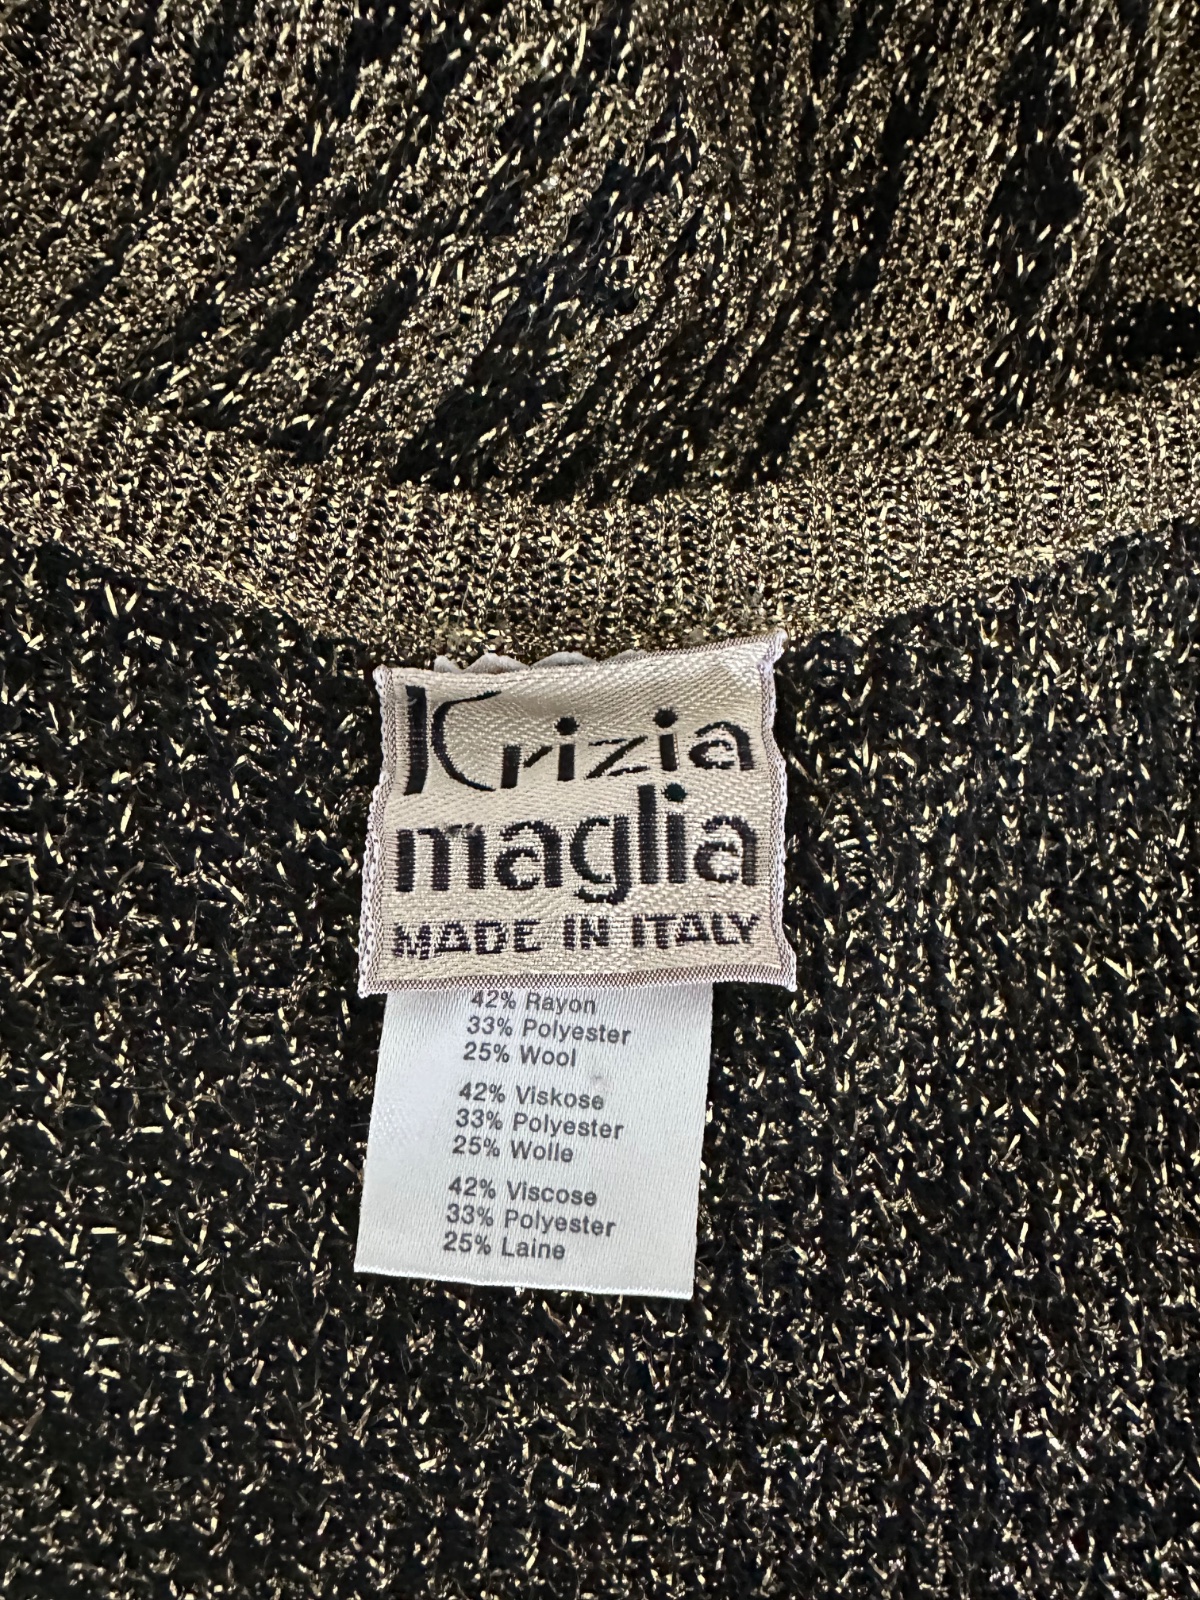 Krizia
maglia
MADE IN ITALY
42% Rayon
33% Polyester
25% Wool
42% Viskose
33% Polyester
25% Wolle
42% Viscose
33% Polyester
25% Laine